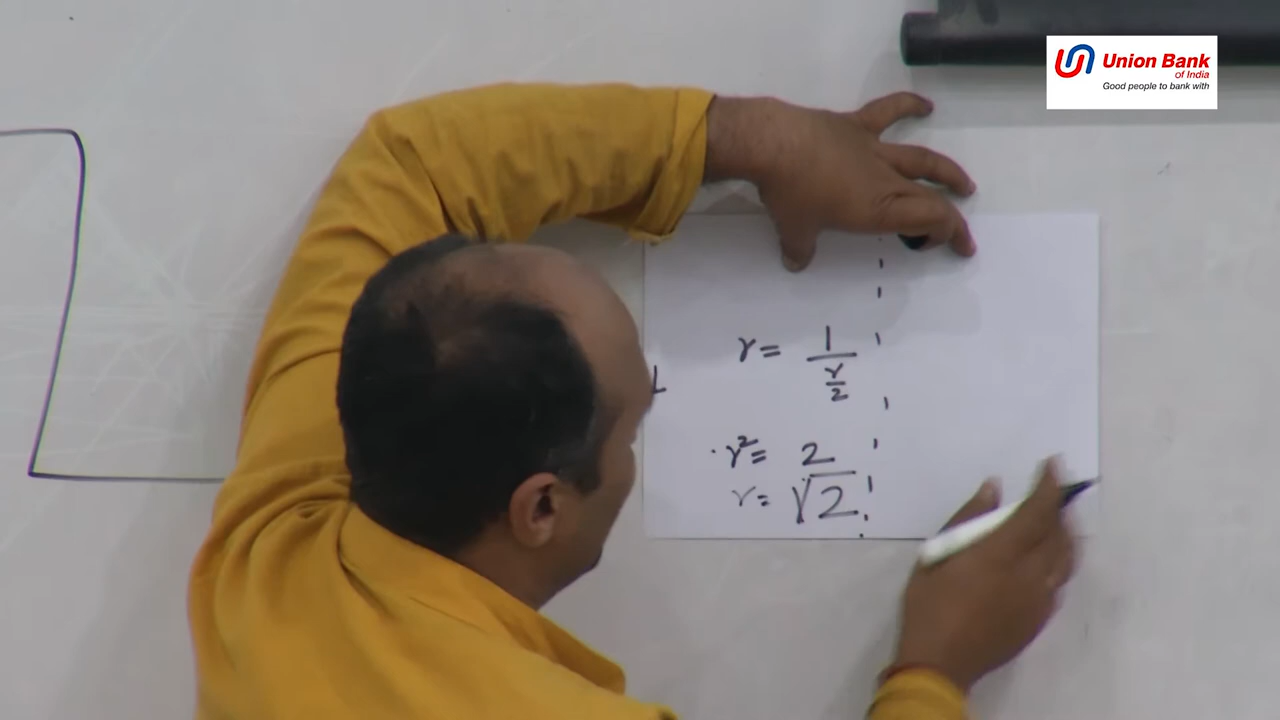 Union Bank
of India
Good people to bank with
r = 1 / (r/2)
r² = 2
r = √2